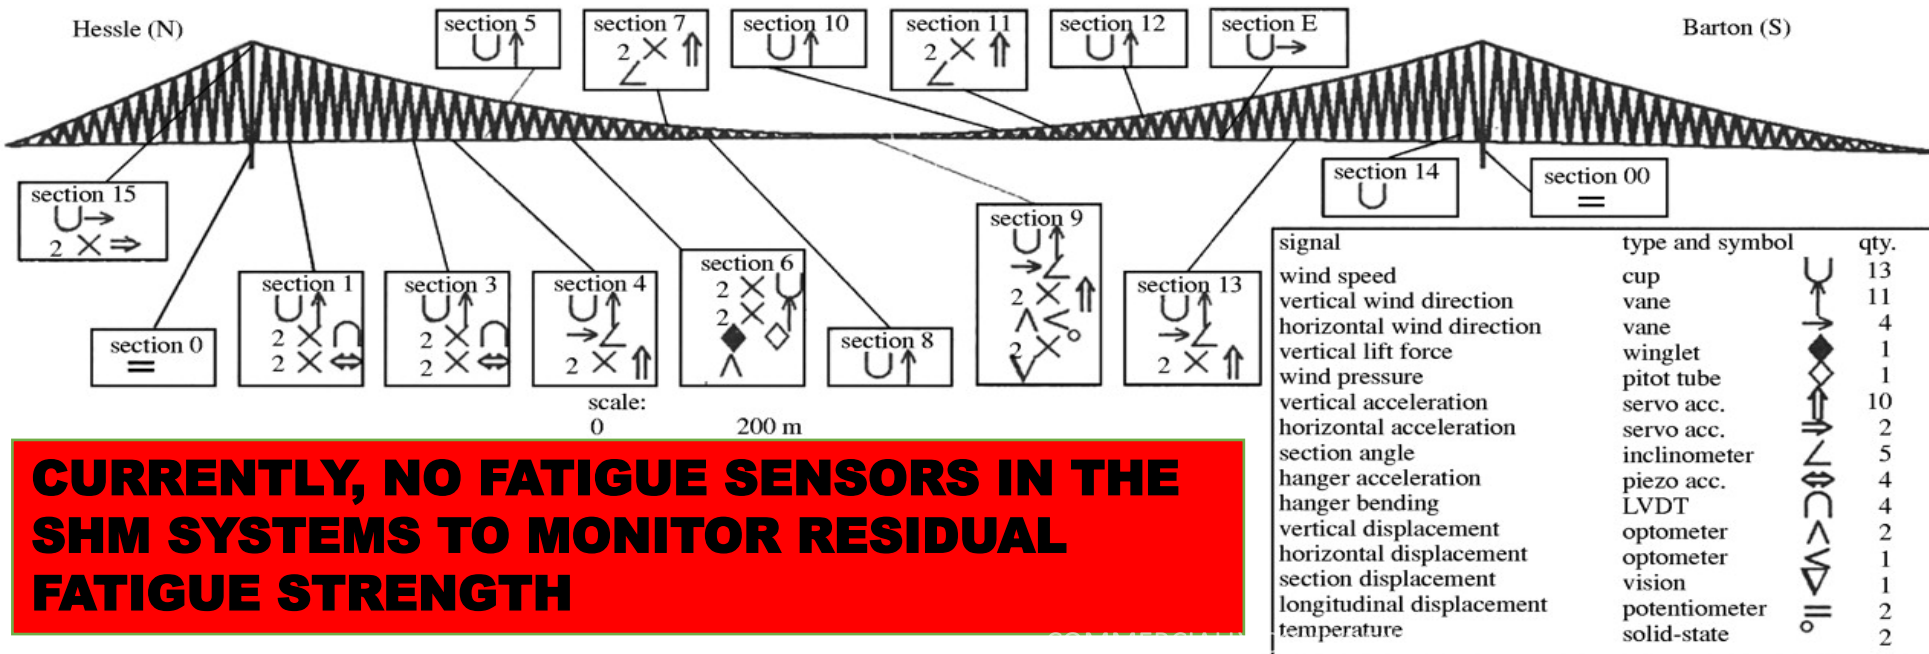 Hessle (N)
section 5
section 7
2
section 10
section 11
2
section 12
section E
Barton (S)
section 15
2
section 0
section 1
2
2
section 3
2
2
section 4
2
section 6
2
2
section 8
section 9
2
2
section 13
2
section 14
section 00
scale:
0 200 m
signal type and symbol qty.
wind speed cup 13
vertical wind direction vane 11
horizontal wind direction vane 4
vertical lift force winglet 1
wind pressure pitot tube 1
vertical acceleration servo acc. 10
horizontal acceleration servo acc. 2
section angle inclinometer 5
hanger acceleration piezo acc. 4
hanger bending LVDT 4
vertical displacement optometer 2
horizontal displacement optometer 1
section displacement vision 1
longitudinal displacement potentiometer 2
temperature solid-state 2
CURRENTLY, NO FATIGUE SENSORS IN THE
SHM SYSTEMS TO MONITOR RESIDUAL
FATIGUE STRENGTH